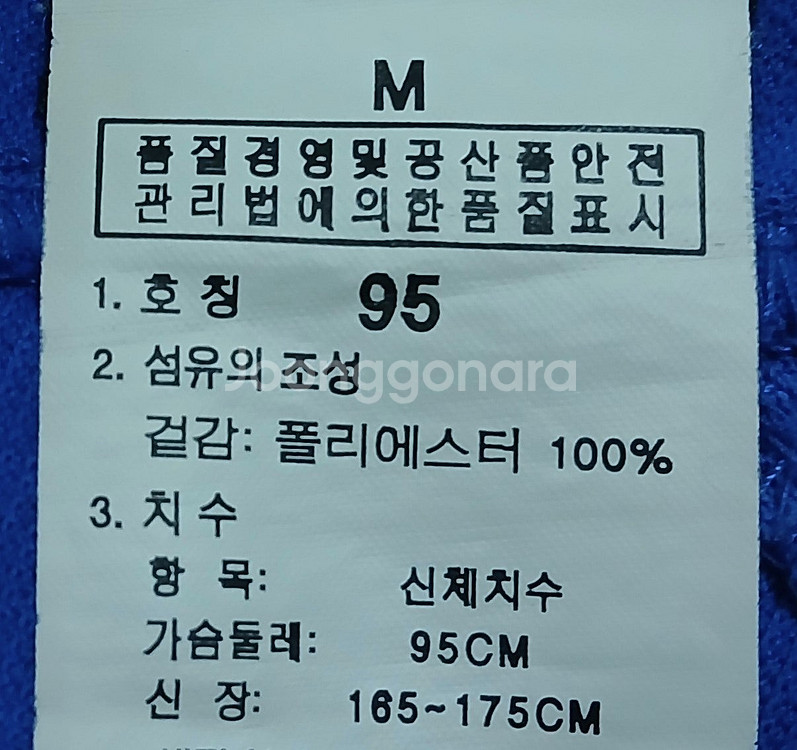 M
품질경영및공산품안전
관리법에의한품질표시
1. 호칭 95
2. 섬유의 조성
Joonggonara
겉감: 폴리에스터 100%
3. 치수
항 목: 신체치수
가슴둘레: 95CM
신 장: 165~175CM